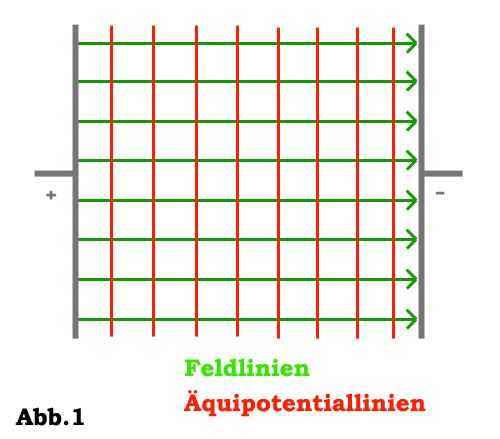 + -
Feldlinien
Äquipotentiallinien
Abb.1